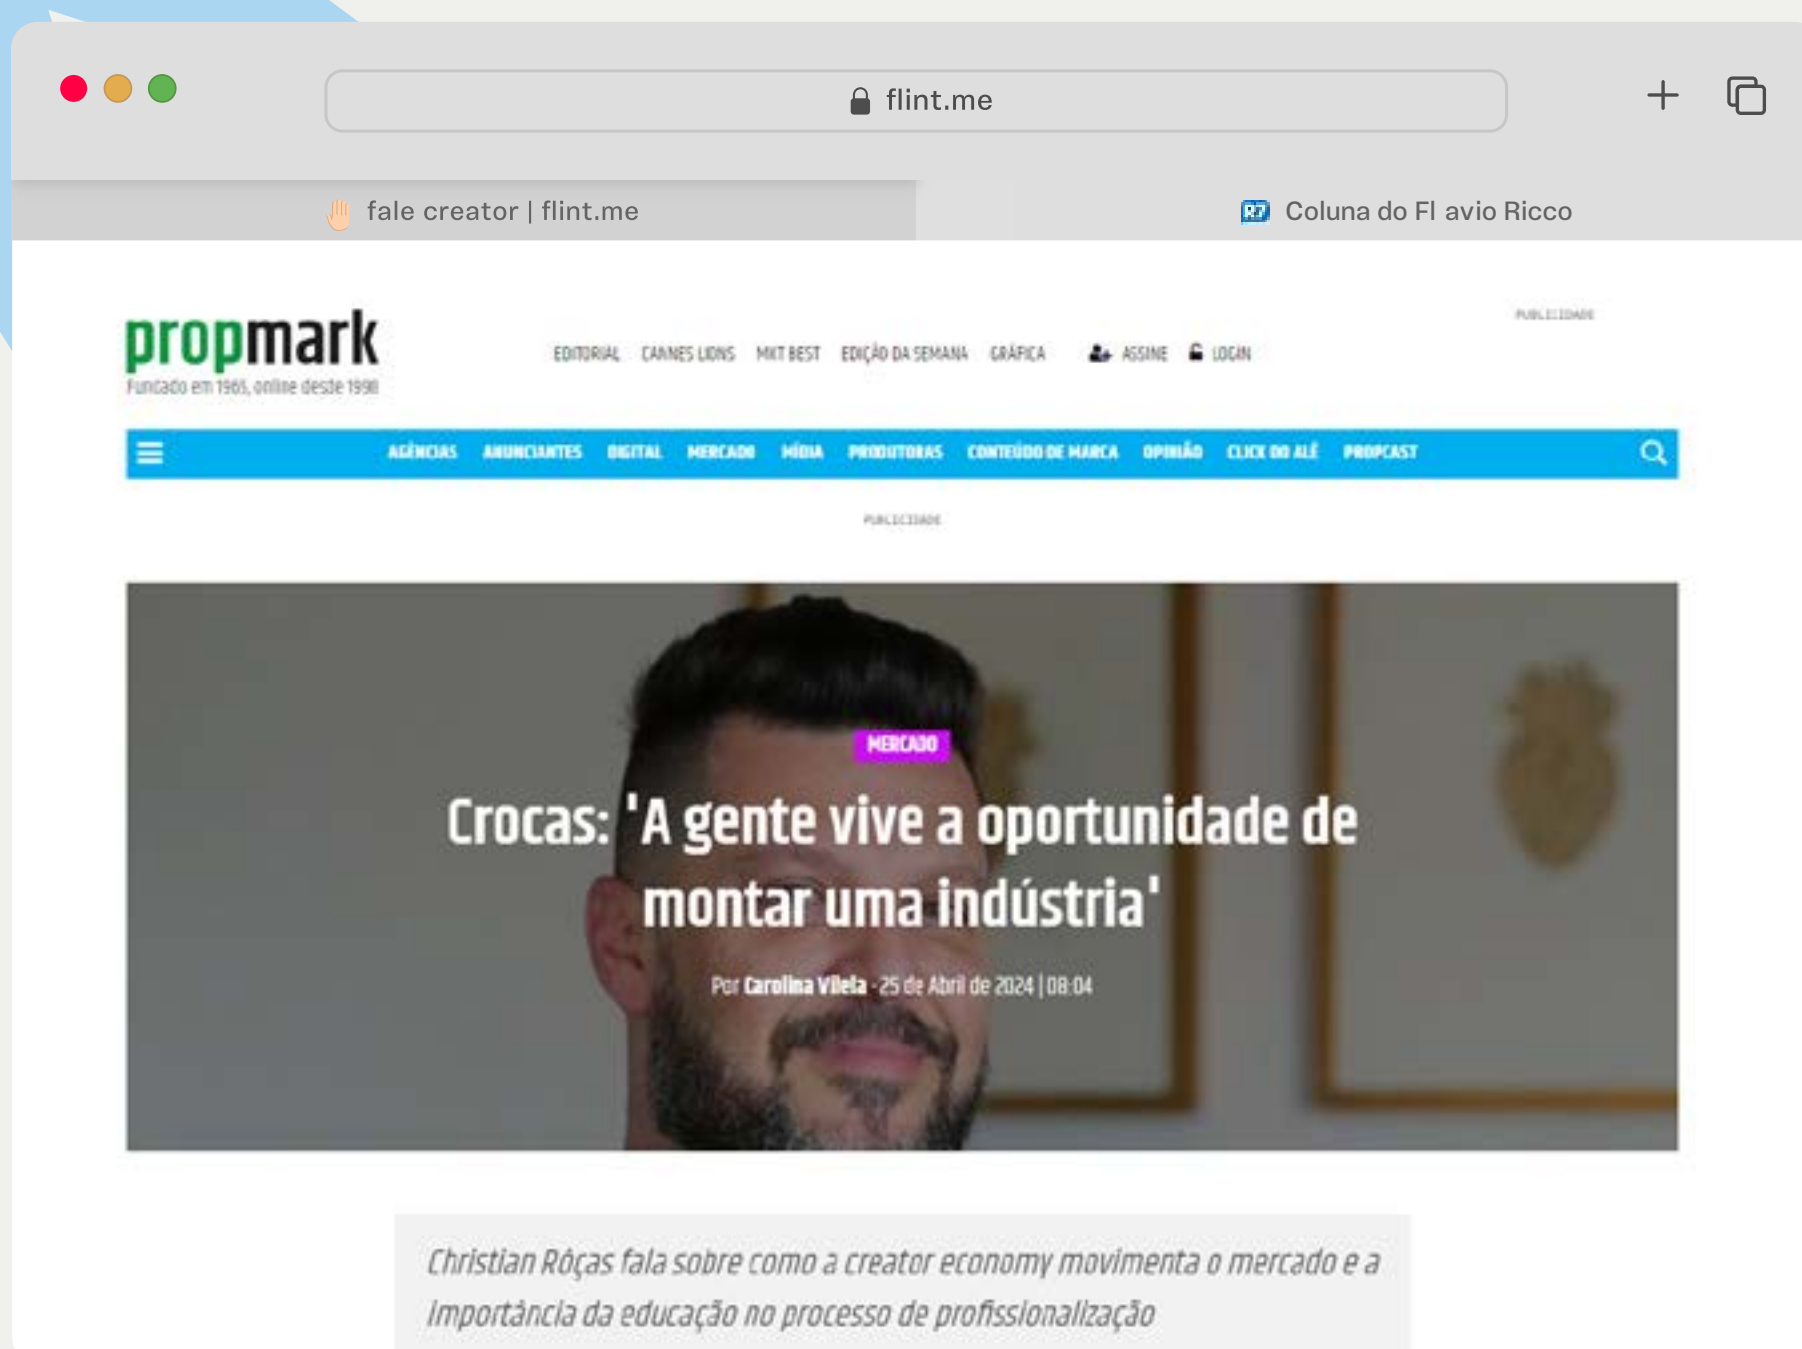 flint.me
fale creator | flint.me
R7 Coluna do Fl avio Ricco
propmark
Fundado em 1965, online desde 1998
EDITORIAL CANNES LIONS MKT BEST EDIÇÃO DA SEMANA GRÁFICA ASSINE LOGIN
PUBLICIDADE
AGÊNCIAS ANUNCIANTES DIGITAL MERCADO MÍDIA PRODUTORAS CONTEÚDO DE MARCA OPINIÃO CLICK DO ALÊ PROPCAST
PUBLICIDADE
MERCADO
Crocas: 'A gente vive a oportunidade de
montar uma indústria'
Por Carolina Vilela - 25 de Abril de 2024 | 08:04
Christian Rôças fala sobre como a creator economy movimenta o mercado e a
importância da educação no processo de profissionalização